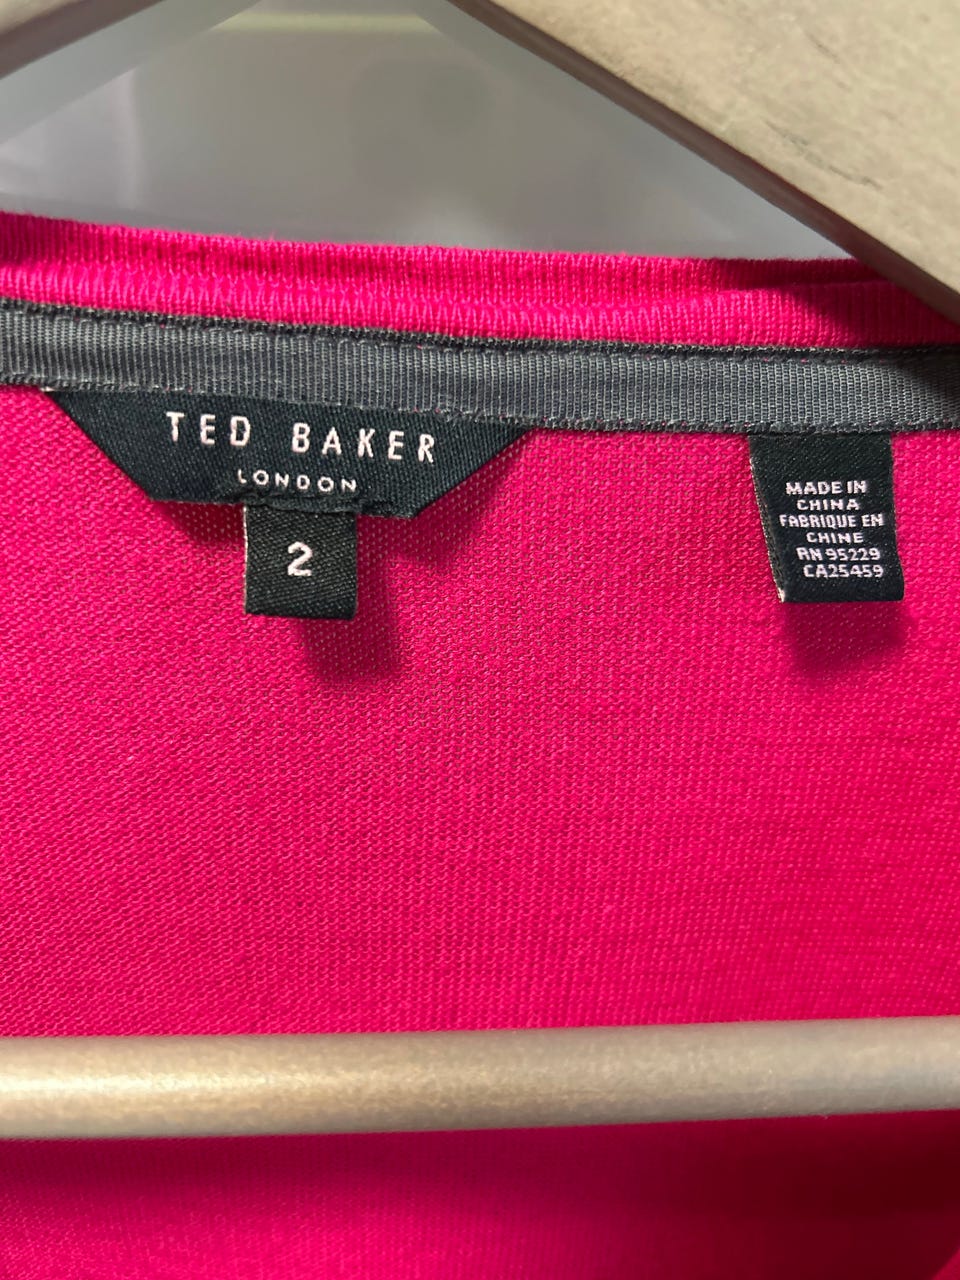 TED BAKER
LONDON
2
MADE IN
CHINA
FABRIQUE EN
CHINE
RN 95229
CA25459